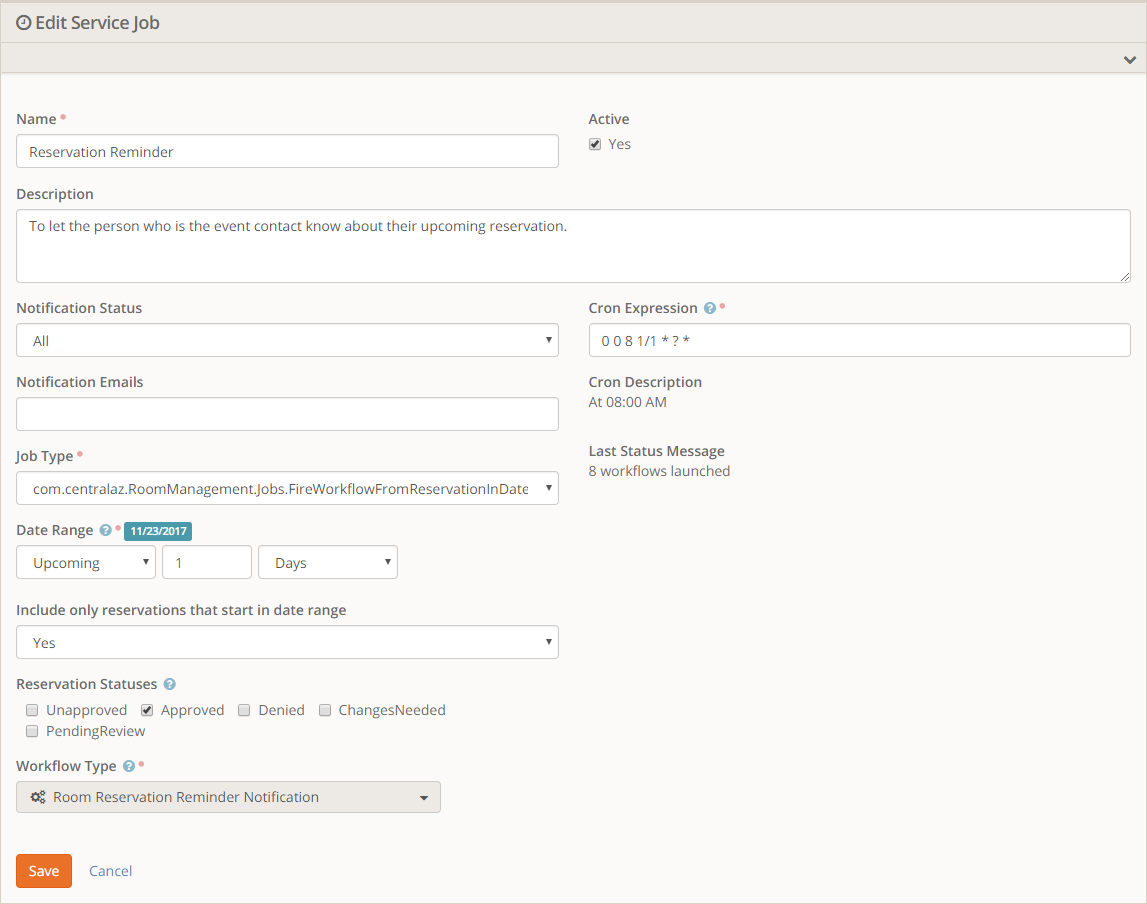 Edit Service Job
Name *
Active
Reservation Reminder
Yes
Description
To let the person who is the event contact know about their upcoming reservation.
Notification Status
Cron Expression ? *
All
0 0 8 1/1 * ? *
Notification Emails
Cron Description
At 08:00 AM
Job Type *
Last Status Message
8 workflows launched
com.centralaz.RoomManagement.Jobs.FireWorkflowFromReservationInDate
Date Range ? * 11/23/2017
Upcoming 1 Days
Include only reservations that start in date range
Yes
Reservation Statuses ?
Unapproved Approved Denied ChangesNeeded
PendingReview
Workflow Type ? *
Room Reservation Reminder Notification
Save Cancel